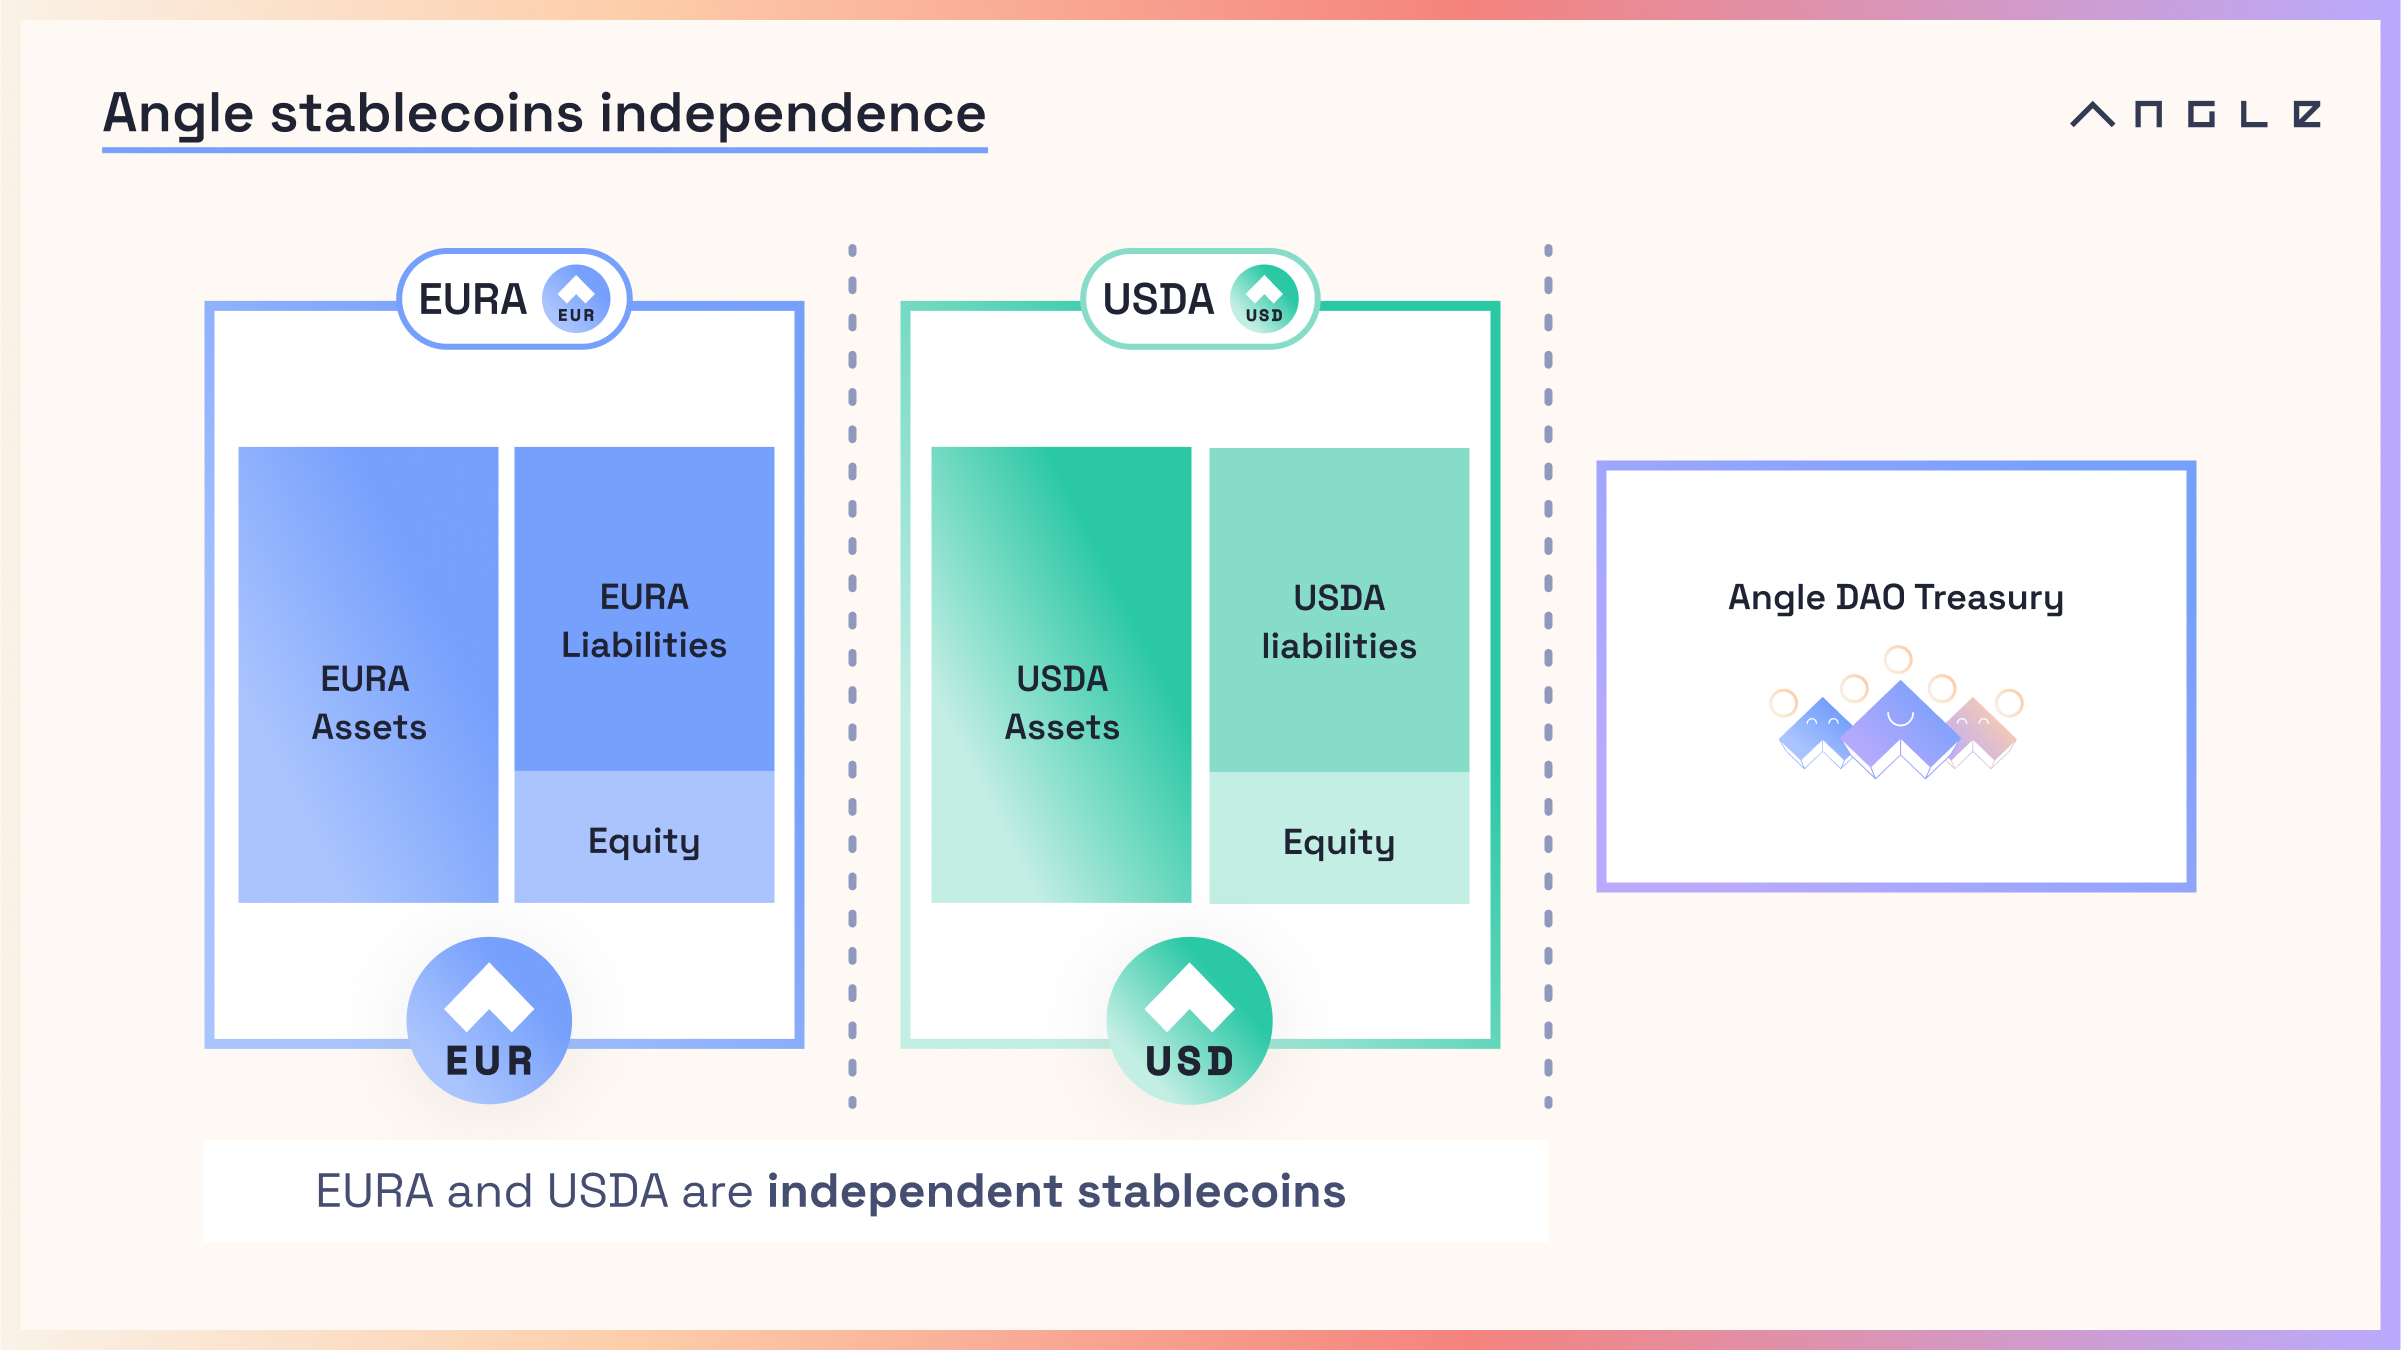 Angle stablecoins independence
ANGLE
EURA
EUR
USDA
USD
EURA
Assets
EURA
Liabilities
Equity
USDA
Assets
USDA
liabilities
Equity
Angle DAO Treasury
EUR
USD
EURA and USDA are independent stablecoins